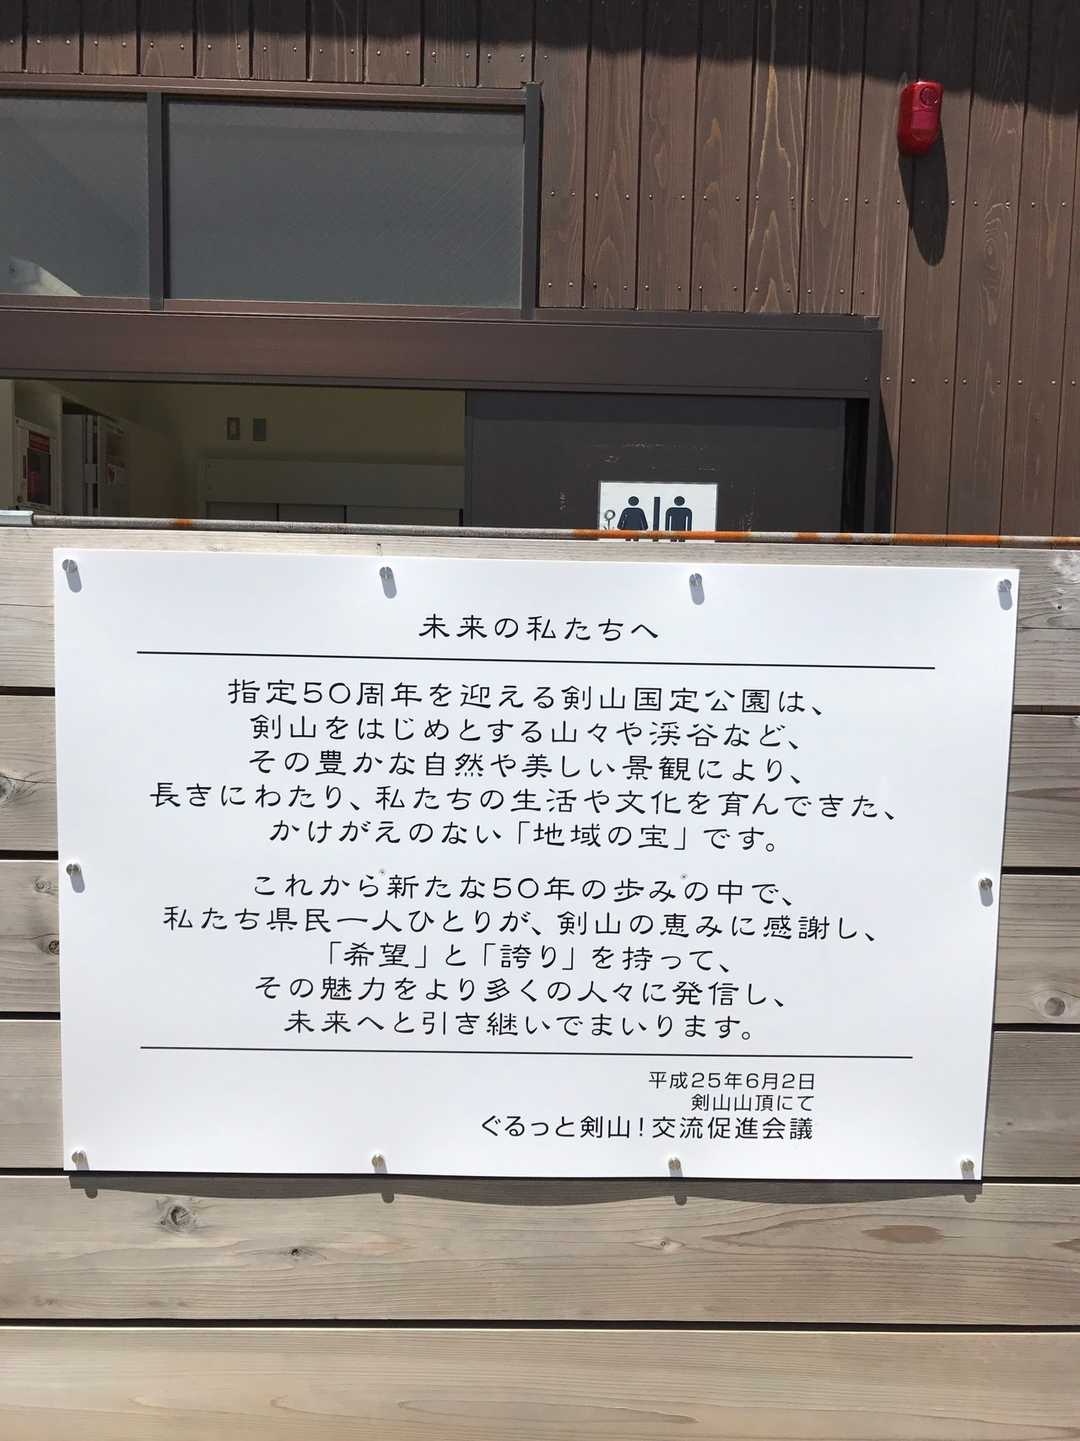 未来の私たちへ
指定50周年を迎える剣山国定公園は、
剣山をはじめとする山々や渓谷など、
その豊かな自然や美しい景観により、
長きにわたり、私たちの生活や文化を育んできた、
かけがえのない「地域の宝」です。
これから新たな50年の歩みの中で、
私たち県民一人ひとりが、剣山の恵みに感謝し、
「希望」と「誇り」を持って、
その魅力をより多くの人々に発信し、
未来へと引き継いでまいります。
平成25年6月2日
剣山山頂にて
ぐるっと剣山！交流促進会議